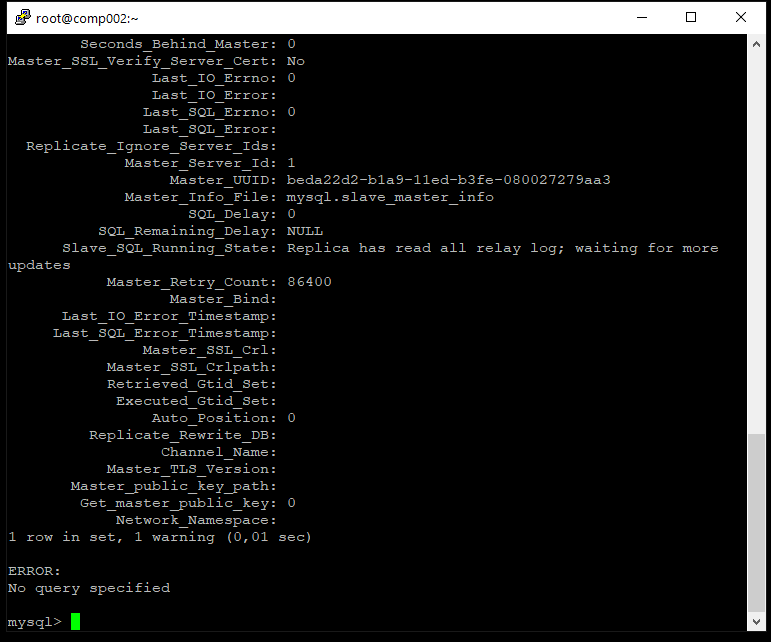 root@comp002:~
Seconds_Behind_Master: 0
Master_SSL_Verify_Server_Cert: No
Last_IO_Errno: 0
Last_IO_Error:
Last_SQL_Errno: 0
Last_SQL_Error:
Replicate_Ignore_Server_Ids:
Master_Server_Id: 1
Master_UUID: beda22d2-b1a9-11ed-b3fe-080027279aa3
Master_Info_File: mysql.slave_master_info
SQL_Delay: 0
SQL_Remaining_Delay: NULL
Slave_SQL_Running_State: Replica has read all relay log; waiting for more
updates
Master_Retry_Count: 86400
Master_Bind:
Last_IO_Error_Timestamp:
Last_SQL_Error_Timestamp:
Master_SSL_Crl:
Master_SSL_Crlpath:
Retrieved_Gtid_Set:
Executed_Gtid_Set:
Auto_Position: 0
Replicate_Rewrite_DB:
Channel_Name:
Master_TLS_Version:
Master_public_key_path:
Get_master_public_key: 0
Network_Namespace:
1 row in set, 1 warning (0,01 sec)
ERROR:
No query specified
mysql>